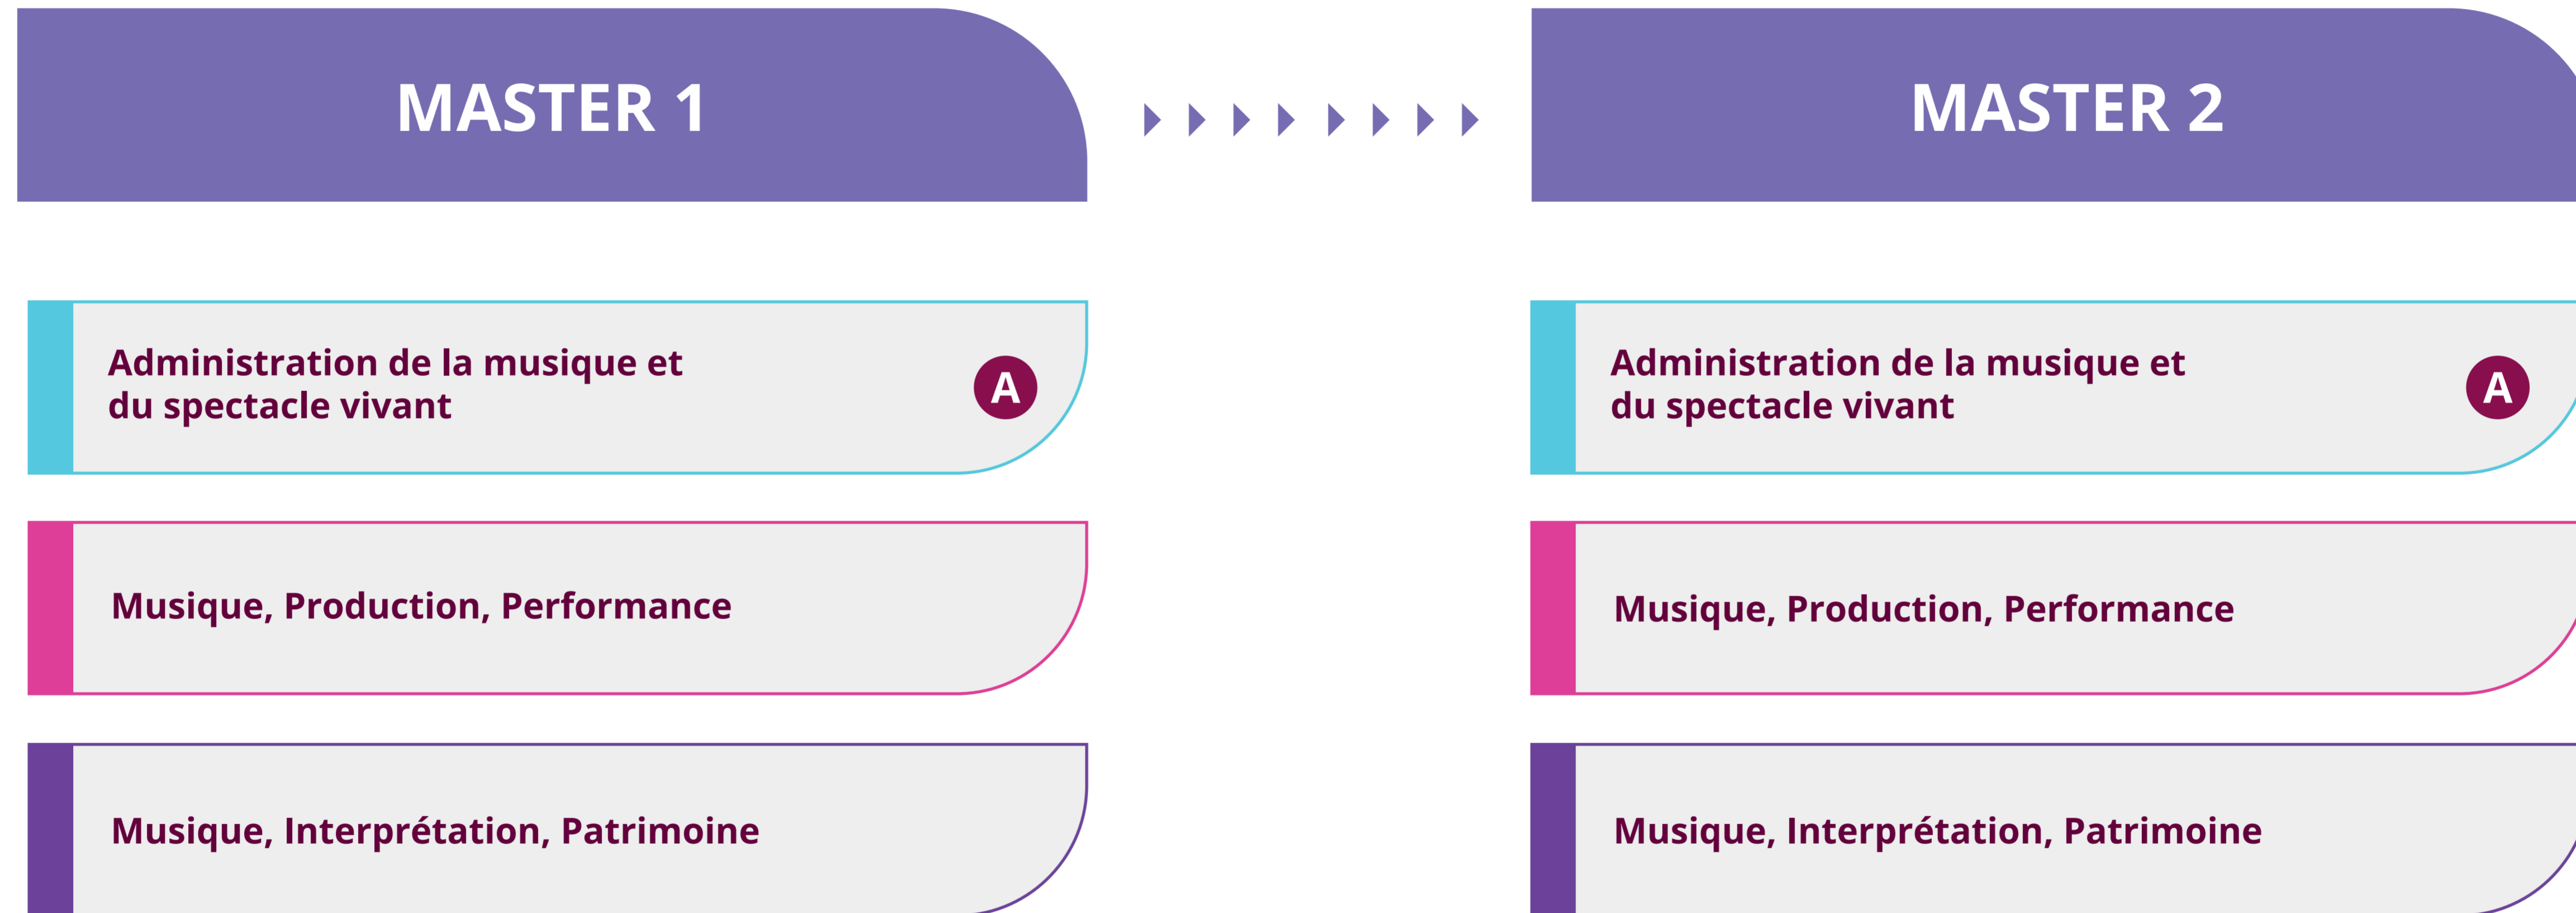 MASTER 1
MASTER 2
Administration de la musique et
du spectacle vivant
A
Administration de la musique et
du spectacle vivant
A
Musique, Production, Performance
Musique, Production, Performance
Musique, Interprétation, Patrimoine
Musique, Interprétation, Patrimoine